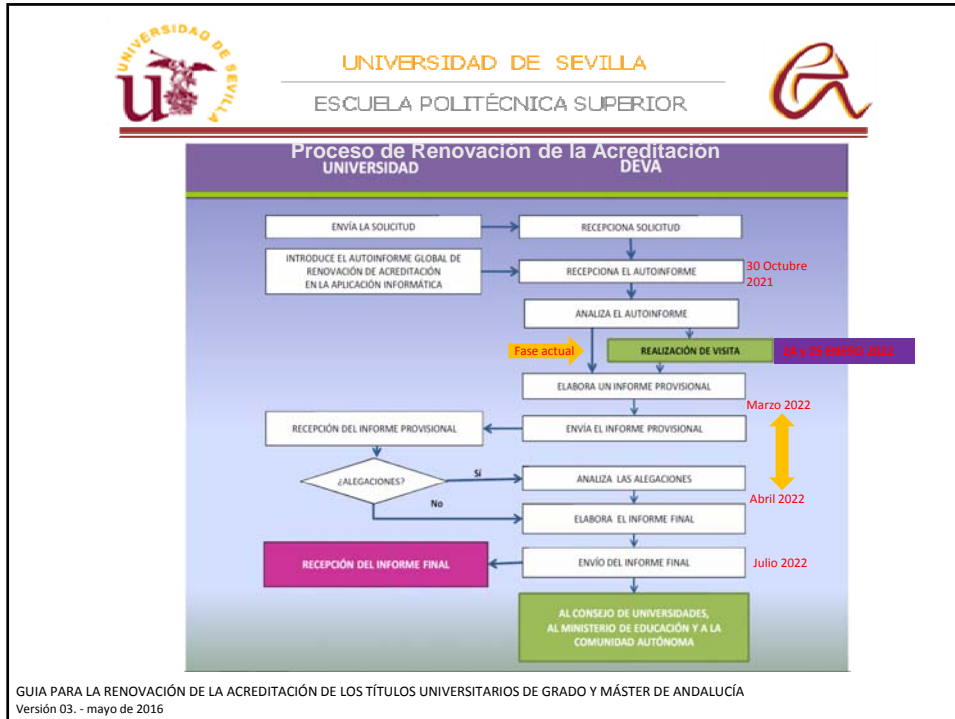 UNIVERSIDAD DE SEVILLA
UNIVERSIDAD DE SEVILLA
ESCUELA POLITÉCNICA SUPERIOR
Proceso de Renovación de la Acreditación
UNIVERSIDAD
DEVA
ENVÍA LA SOLICITUD
RECEPCIONA SOLICITUD
INTRODUCE EL AUTOINFORME GLOBAL DE
RENOVACIÓN DE ACREDITACIÓN
EN LA APLICACIÓN INFORMÁTICA
RECEPCIONA EL AUTOINFORME
30 Octubre
2021
ANALIZA EL AUTOINFORME
Fase actual
REALIZACIÓN DE VISITA
24 y 25 ENERO 2022
ELABORA UN INFORME PROVISIONAL
Marzo 2022
RECEPCIÓN DEL INFORME PROVISIONAL
ENVÍA EL INFORME PROVISIONAL
¿ALEGACIONES?
Sí
ANALIZA LAS ALEGACIONES
Abril 2022
No
ELABORA EL INFORME FINAL
RECEPCIÓN DEL INFORME FINAL
ENVÍO DEL INFORME FINAL
Julio 2022
AL CONSEJO DE UNIVERSIDADES,
AL MINISTERIO DE EDUCACIÓN Y A LA
COMUNIDAD AUTÓNOMA
GUIA PARA LA RENOVACIÓN DE LA ACREDITACIÓN DE LOS TÍTULOS UNIVERSITARIOS DE GRADO Y MÁSTER DE ANDALUCÍA
Versión 03. - mayo de 2016